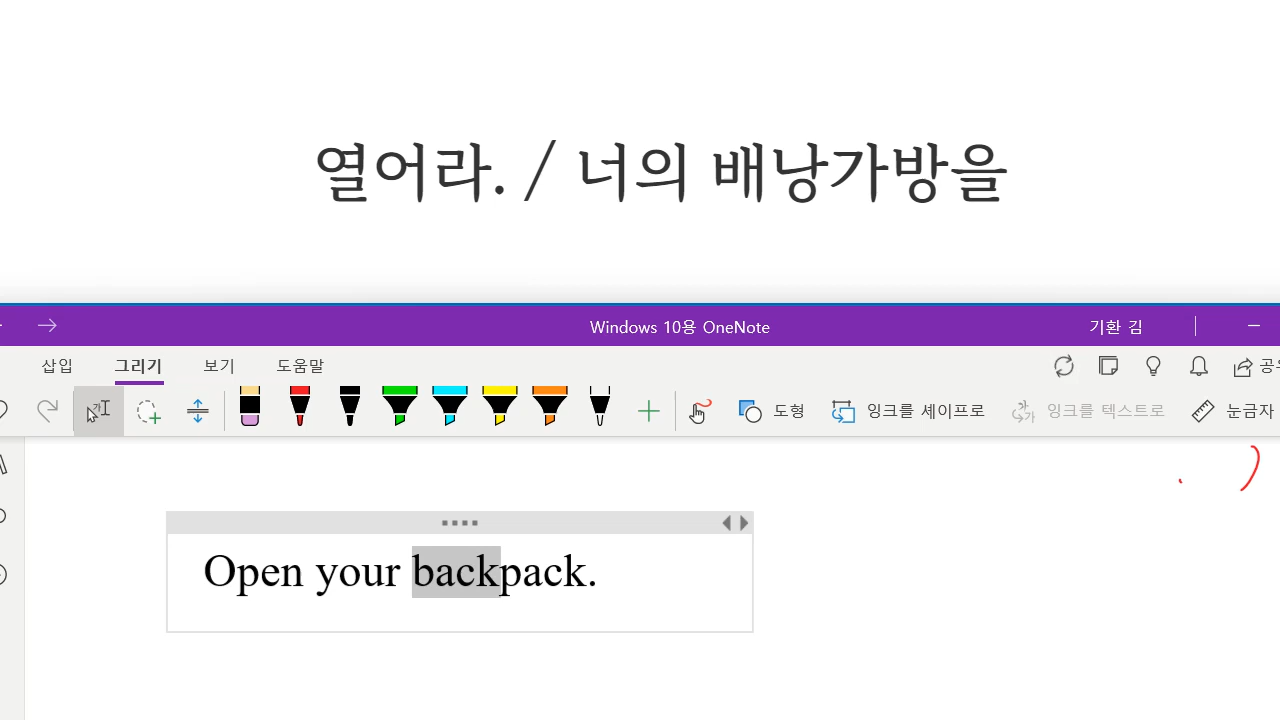 열어라. / 너의 배낭가방을
Windows 10용 OneNote
기환 김
삽입 그리기 보기 도움말
도형 잉크를 셰이프로 잉크를 텍스트로 눈금자
Open your backpack.